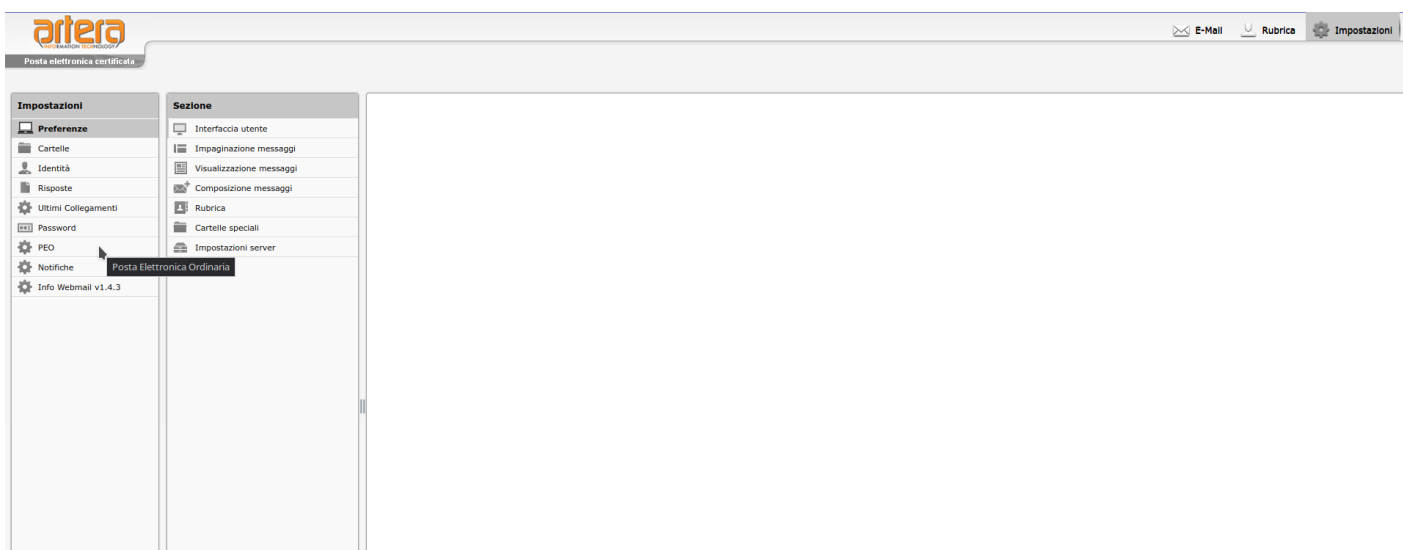 artera
INFORMATION TECHNOLOGY
Posta elettronica certificata
E-Mail
Rubrica
Impostazioni
Impostazioni
Preferenze
Cartelle
Identità
Risposte
Ultimi Collegamenti
Password
PEO
Notifiche
Info Webmail v1.4.3
Posta Elettronica Ordinaria
Sezione
Interfaccia utente
Impaginazione messaggi
Visualizzazione messaggi
Composizione messaggi
Rubrica
Cartelle speciali
Impostazioni server